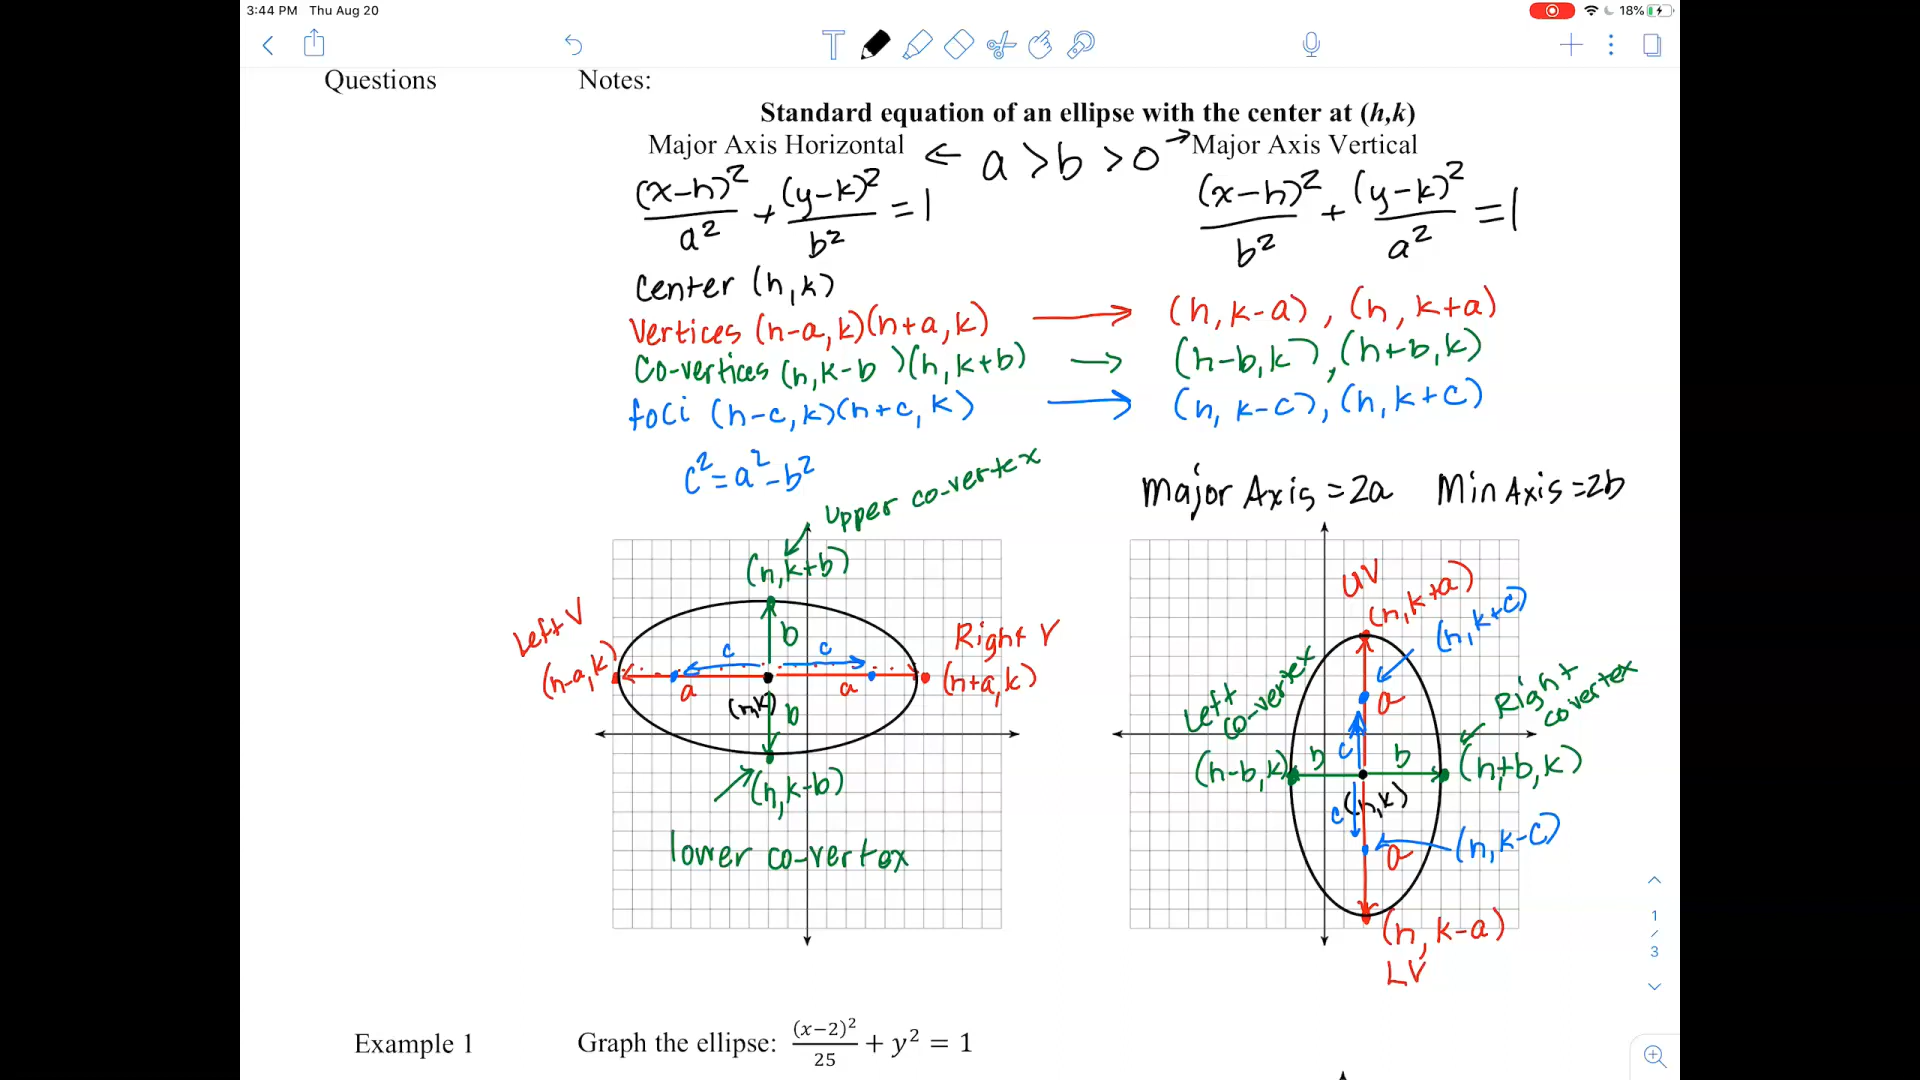 3:44 PM Thu Aug 20
18%
Questions
Notes:
Standard equation of an ellipse with the center at (h,k)
Major Axis Horizontal ← a > b > 0 → Major Axis Vertical
(x-h)²/a² + (y-k)²/b² = 1
(x-h)²/b² + (y-k)²/a² = 1
Center (h,k)
Vertices (h-a,k)(h+a,k) → (h,k-a), (h,k+a)
Co-vertices (h,k-b)(h,k+b) → (h-b,k), (h+b,k)
foci (h-c,k)(h+c,k) → (h,k-c), (h,k+c)
c² = a² - b²
Major Axis = 2a Min Axis = 2b
upper co-vertex
(h,k+b)
Left V
(h-a,k)
b
c c
Right V
(h+a,k)
a a
(h,k)
b
(h,k-b)
lower co-vertex
UV
(h,k+a)
(h,k+c)
Left co-vertex
Right covertex
a
c
(h-b,k)
b b
(h+b,k)
(h,k)
c
a
(h,k-c)
(h,k-a)
LV
1
/
3
Example 1
Graph the ellipse: (x−2)²/25 + y² = 1